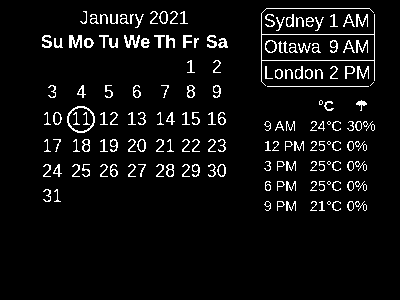 January 2021
Su Mo Tu We Th Fr Sa
1 2
3 4 5 6 7 8 9
10 11 12 13 14 15 16
17 18 19 20 21 22 23
24 25 26 27 28 29 30
31
Sydney 1 AM
Ottawa 9 AM
London 2 PM
°C ☂
9 AM 24°C 30%
12 PM 25°C 0%
3 PM 25°C 0%
6 PM 25°C 0%
9 PM 21°C 0%